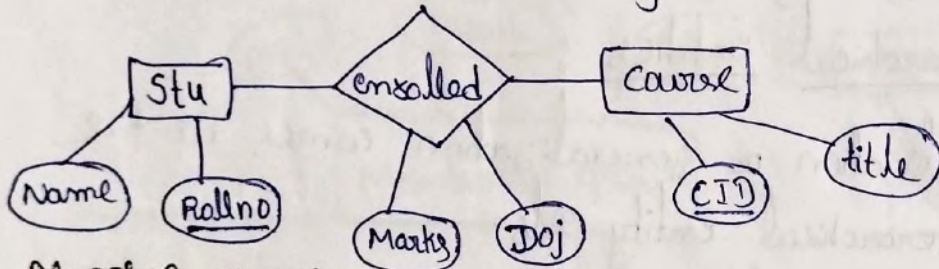 Stu
enrolled
Course
Name
Rollno
Marks
Doj
CID
title